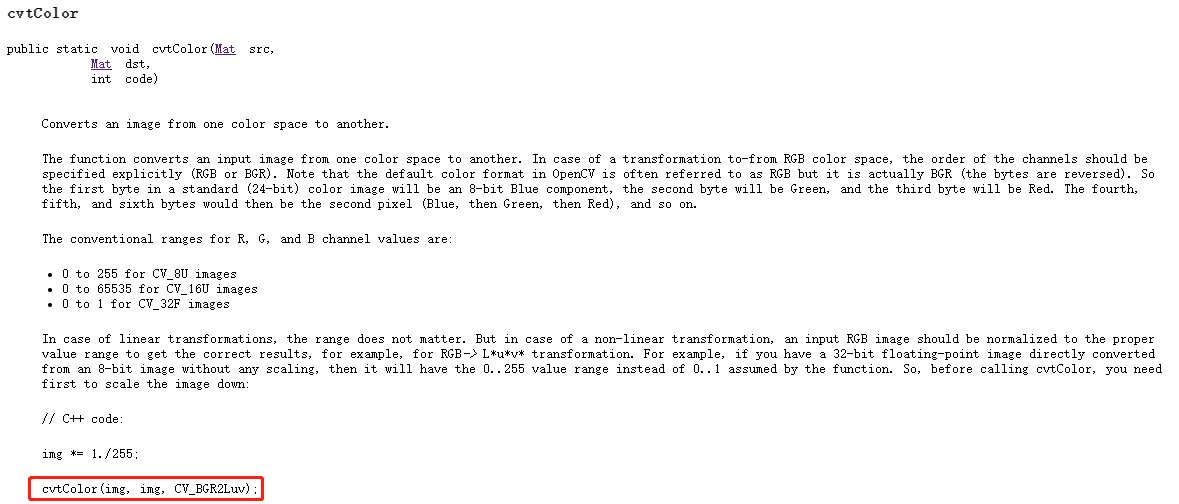 cvtColor
public static void cvtColor(Mat src,
Mat dst,
int code)
Converts an image from one color space to another.
The function converts an input image from one color space to another. In case of a transformation to-from RGB color space, the order of the channels should be
specified explicitly (RGB or BGR). Note that the default color format in OpenCV is often referred to as RGB but it is actually BGR (the bytes are reversed). So
the first byte in a standard (24-bit) color image will be an 8-bit Blue component, the second byte will be Green, and the third byte will be Red. The fourth,
fifth, and sixth bytes would then be the second pixel (Blue, then Green, then Red), and so on.
The conventional ranges for R, G, and B channel values are:
• 0 to 255 for CV_8U images
• 0 to 65535 for CV_16U images
• 0 to 1 for CV_32F images
In case of linear transformations, the range does not matter. But in case of a non-linear transformation, an input RGB image should be normalized to the proper
value range to get the correct results, for example, for RGB-> L*u*v* transformation. For example, if you have a 32-bit floating-point image directly converted
from an 8-bit image without any scaling, then it will have the 0..255 value range instead of 0..1 assumed by the function. So, before calling cvtColor, you need
first to scale the image down:
// C++ code:
img *= 1./255;
cvtColor(img, img, CV_BGR2Luv);